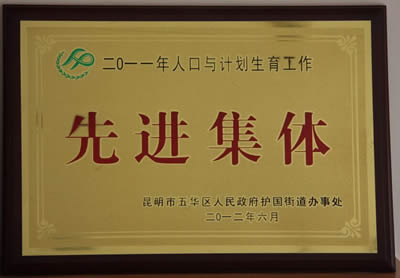 二0一一年人口与计划生育工作
先进集体
昆明市五华区人民政府护国街道办事处
二0一二年六月